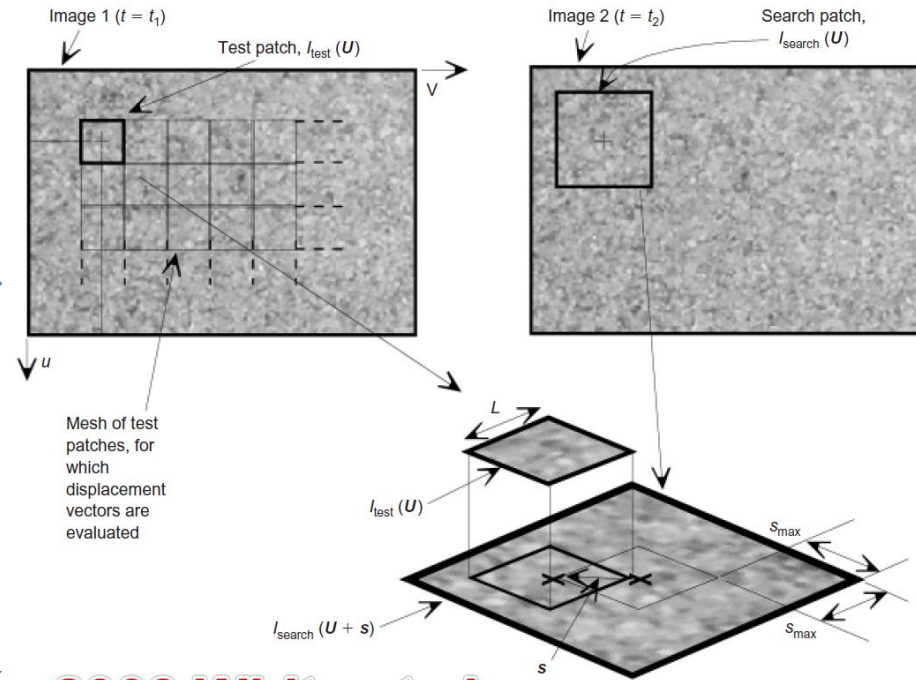 Image 1 (t = t1)
Test patch, Itest (U)
V
u
Mesh of test
patches, for
which
displacement
vectors are
evaluated
Image 2 (t = t2)
Search patch,
Isearch (U)
L
Itest (U)
smax
smax
Isearch (U + s)
s